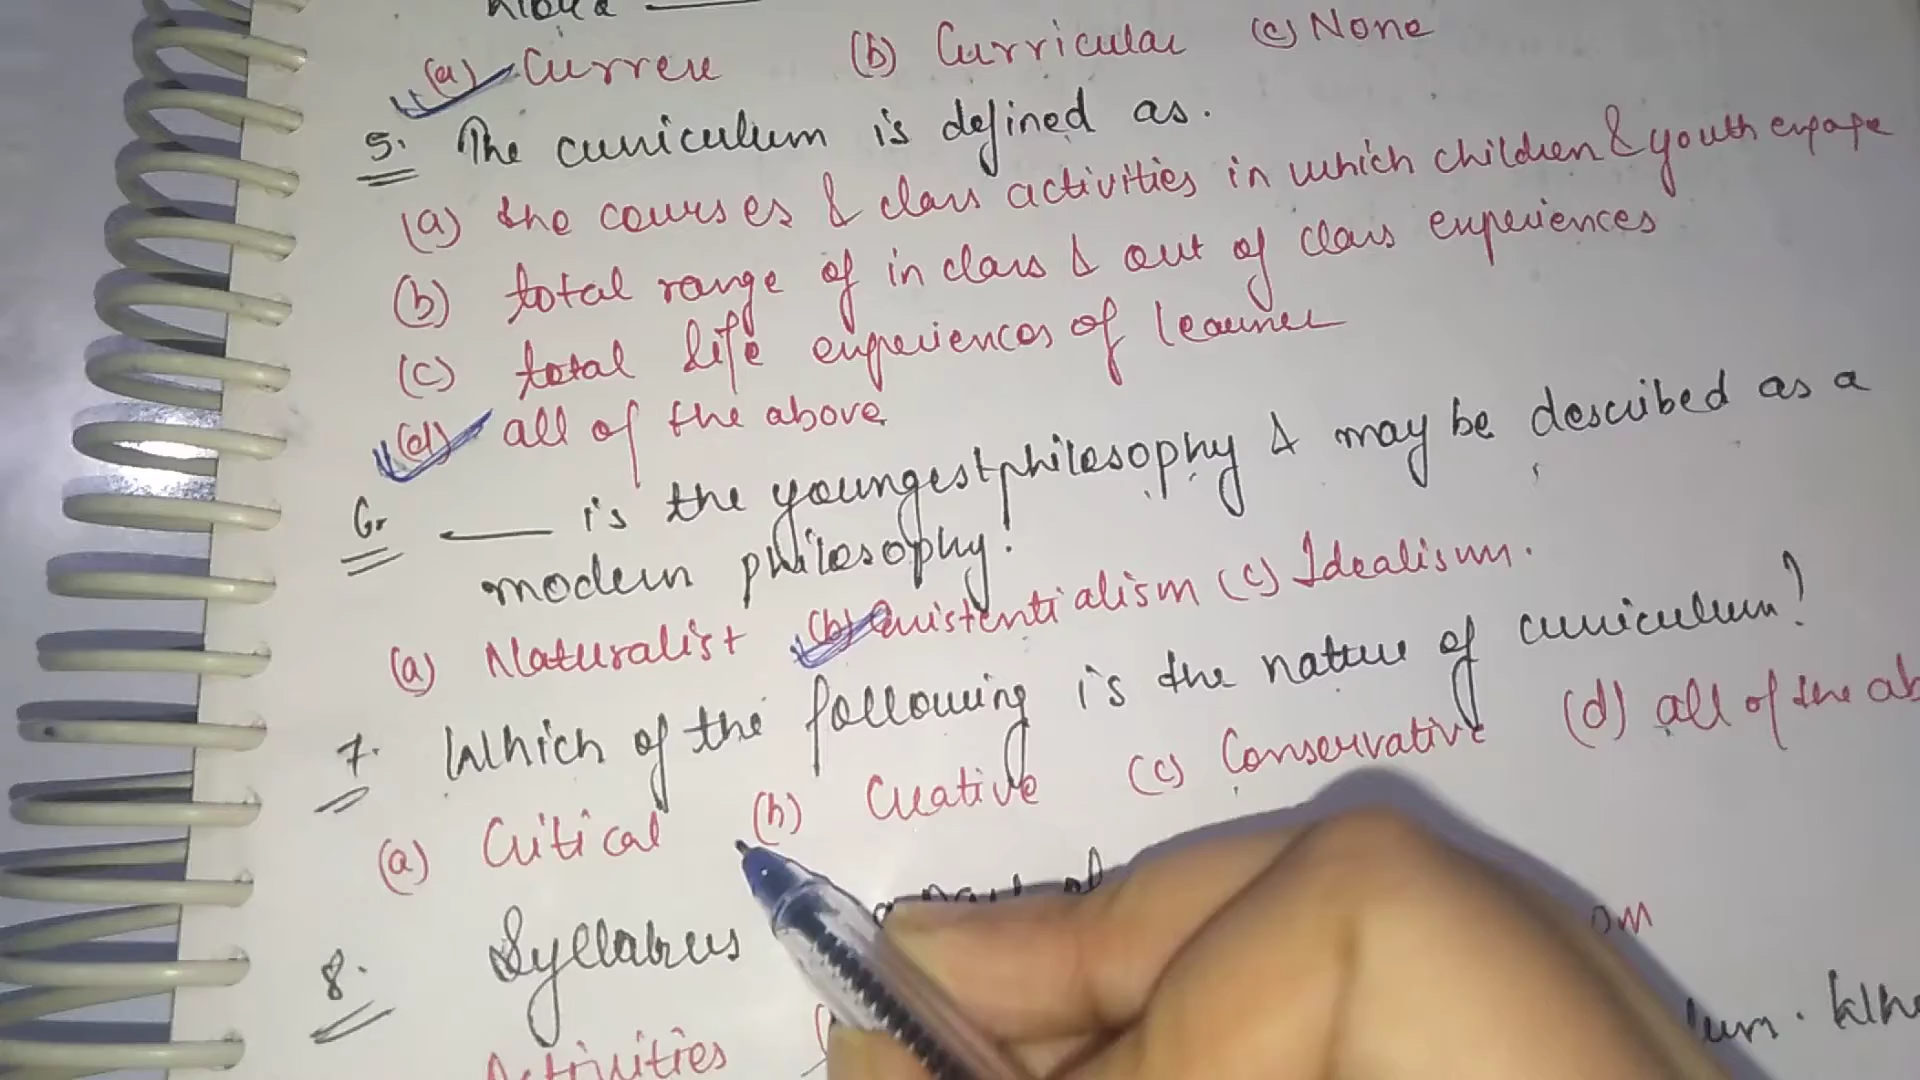 (a) Currere (b) Curricular (c) None
5. The curriculum is defined as.
(a) the courses & class activities in which children & youth engage
(b) total range of in class & out of class experiences
(c) total life experiences of learner
(d) all of the above
6. ___ is the youngest philosophy & may be described as a
modern philosophy!
(a) Naturalist (b) Existentialism (c) Idealism.
7. Which of the following is the nature of curriculum?
(a) Critical (b) Creative (c) Conservative (d) all of the ab
8. Syllabus
Activities